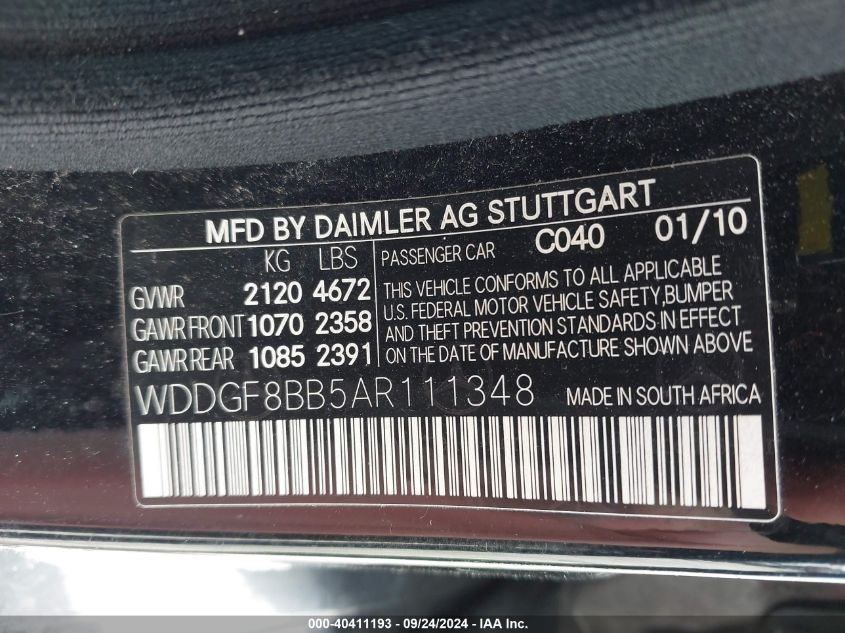 MFD BY DAIMLER AG STUTTGART
KG LBS
GVWR 2120 4672
GAWR FRONT 1070 2358
GAWR REAR 1085 2391
PASSENGER CAR C040 01/10
THIS VEHICLE CONFORMS TO ALL APPLICABLE
U.S. FEDERAL MOTOR VEHICLE SAFETY,BUMPER
AND THEFT PREVENTION STANDARDS IN EFFECT
ON THE DATE OF MANUFACTURE SHOWN ABOVE
WDDGF8BB5AR111348 MADE IN SOUTH AFRICA
000-40411193 - 09/24/2024 - IAA Inc.